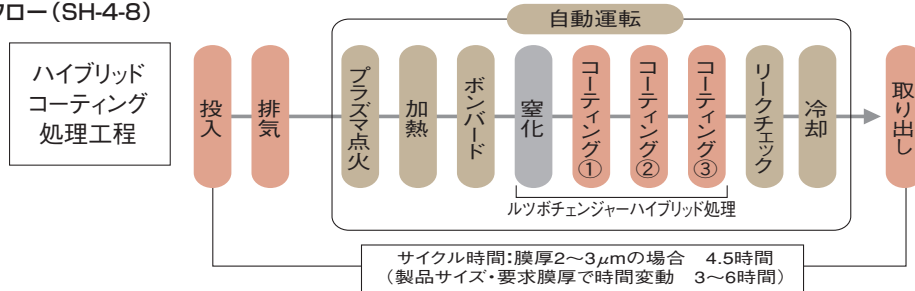 フロー(SH-4-8)
自動運転
ハイブリッド
コーティング
処理工程
投入
排気
プラズマ点火
加熱
ボンバード
窒化
コーティング①
コーティング②
コーティング③
リークチェック
冷却
取り出し
ルツボチェンジャーハイブリッド処理
サイクル時間:膜厚2〜3μmの場合 4.5時間
(製品サイズ・要求膜厚で時間変動 3〜6時間)